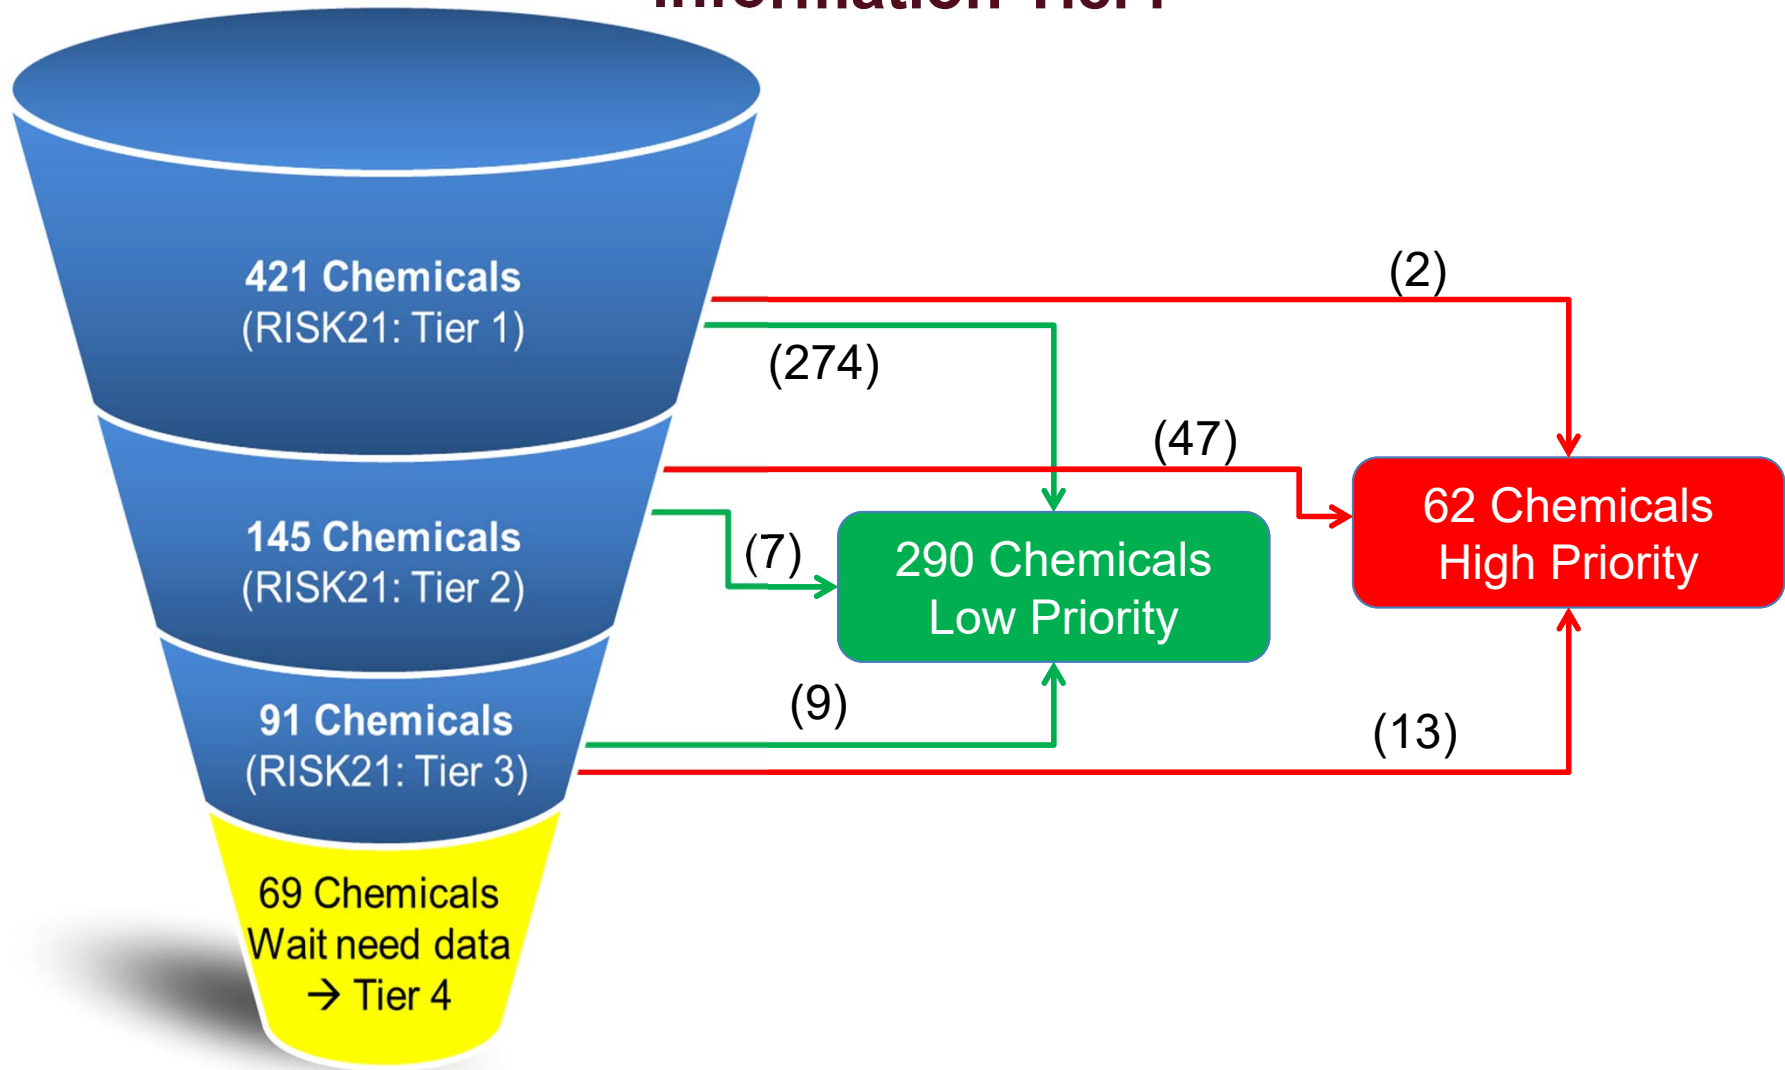 421 Chemicals
(RISK21: Tier 1)
(2)
(274)
(47)
145 Chemicals
(RISK21: Tier 2)
(7)
290 Chemicals
Low Priority
62 Chemicals
High Priority
91 Chemicals
(RISK21: Tier 3)
(9)
(13)
69 Chemicals
Wait need data
→ Tier 4